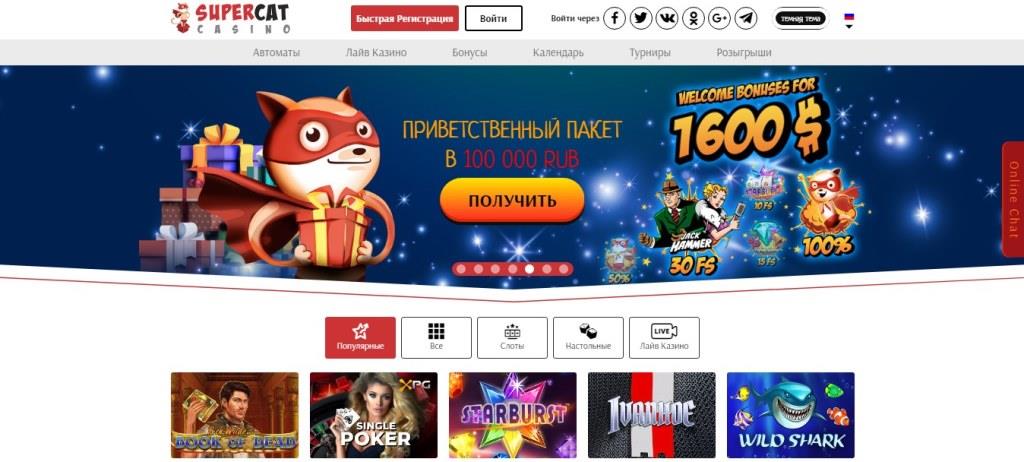 SUPERCAT
CASINO
Быстрая Регистрация
Войти
Войти через
темная тема
Автоматы
Лайв Казино
Бонусы
Календарь
Турниры
Розыгрыши
ПРИВЕТСТВЕННЫЙ ПАКЕТ
В 100 000 RUB
ПОЛУЧИТЬ
WELCOME BONUSES FOR
1600$
STARBURST
10 FS
JACK
HAMMER
30 FS
50%
15 FS
100%
Online Chat
Популярные
Все
Слоты
Настольные
LIVE
Лайв Казино
BOOK OF DEAD
XPG
SINGLE
POKER
STARBURST
IVANHOE
WILD SHARK